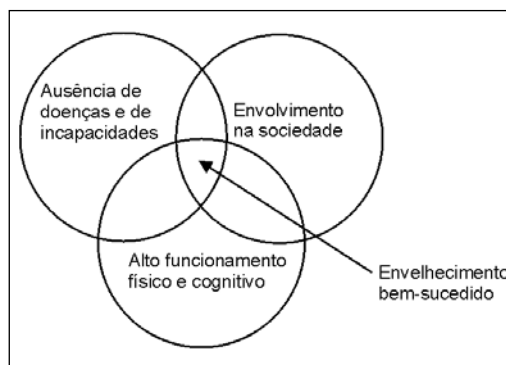 Ausência de
doenças e de
incapacidades
Envolvimento
na sociedade
Alto funcionamento
físico e cognitivo
Envelhecimento
bem-sucedido